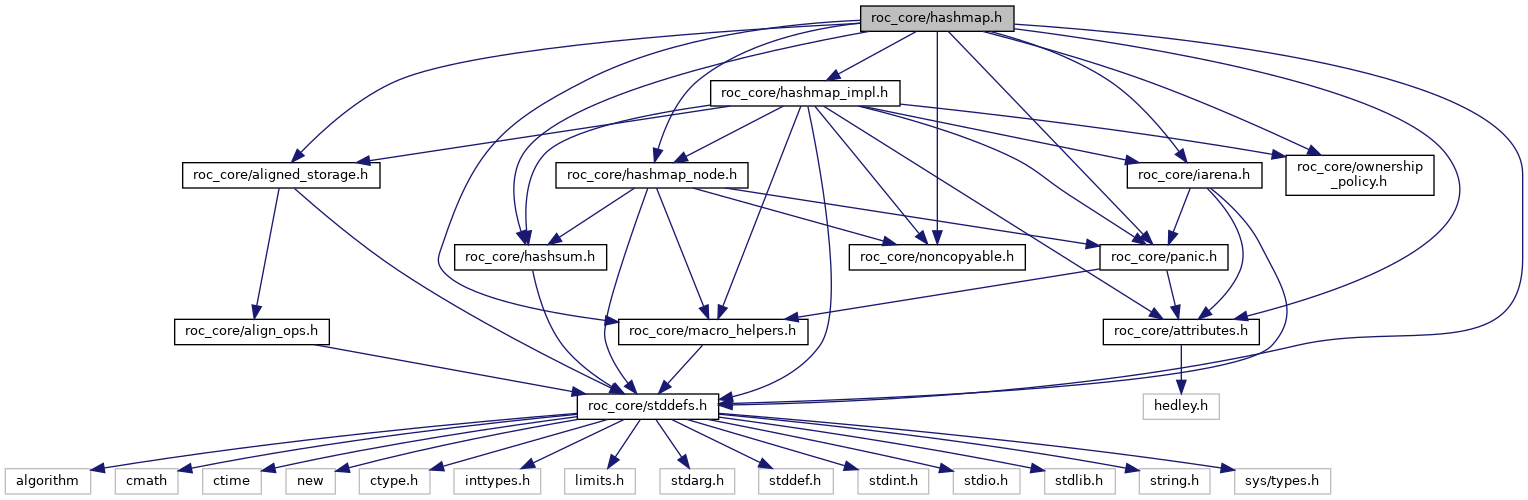 roc_core/hashmap.h
roc_core/hashmap_impl.h
roc_core/aligned_storage.h
roc_core/hashmap_node.h
roc_core/iarena.h
roc_core/ownership
_policy.h
roc_core/hashsum.h
roc_core/noncopyable.h
roc_core/panic.h
roc_core/align_ops.h
roc_core/macro_helpers.h
roc_core/attributes.h
roc_core/stddefs.h
hedley.h
algorithm
cmath
ctime
new
ctype.h
inttypes.h
limits.h
stdarg.h
stddef.h
stdint.h
stdio.h
stdlib.h
string.h
sys/types.h